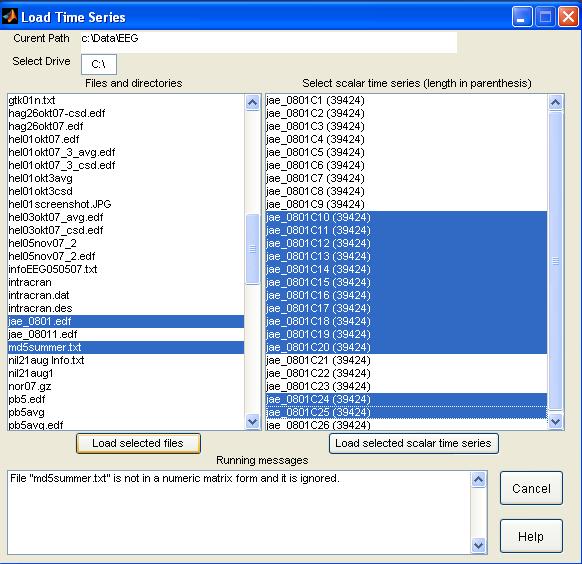 Load Time Series
Curent Path
c:\Data\EEG
Select Drive
C:\
Files and directories
gtk01n.txt
hag26okt07-csd.edf
hag26okt07.edf
hel01okt07.edf
hel01okt07_3_avg.edf
hel01okt07_3_csd.edf
hel01okt3avg
hel01okt3csd
hel01screenshot.JPG
hel03okt07_avg.edf
hel03okt07_csd.edf
hel05nov07_2
hel05nov07_2.edf
infoEEG050507.txt
intracran
intracran.dat
intracran.des
jae_0801.edf
jae_08011.edf
md5summer.txt
nil21aug Info.txt
nil21aug1
nor07.gz
pb5.edf
pb5avg
pb5avg.edf
Load selected files
Select scalar time series (length in parenthesis)
jae_0801C1 (39424)
jae_0801C2 (39424)
jae_0801C3 (39424)
jae_0801C4 (39424)
jae_0801C5 (39424)
jae_0801C6 (39424)
jae_0801C7 (39424)
jae_0801C8 (39424)
jae_0801C9 (39424)
jae_0801C10 (39424)
jae_0801C11 (39424)
jae_0801C12 (39424)
jae_0801C13 (39424)
jae_0801C14 (39424)
jae_0801C15 (39424)
jae_0801C16 (39424)
jae_0801C17 (39424)
jae_0801C18 (39424)
jae_0801C19 (39424)
jae_0801C20 (39424)
jae_0801C21 (39424)
jae_0801C22 (39424)
jae_0801C23 (39424)
jae_0801C24 (39424)
jae_0801C25 (39424)
jae_0801C26 (39424)
Load selected scalar time series
Running messages
File "md5summer.txt" is not in a numeric matrix form and it is ignored.
Cancel
Help